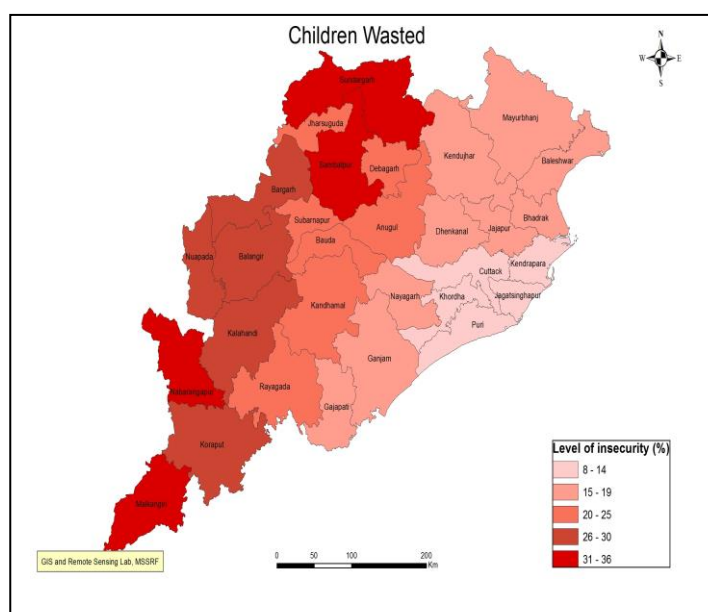 Children Wasted
N
W E
S
Sundargarh
Jharsuguda
Mayurbhanj
Kendujhar
Baleshwar
Sambalpur
Debagarh
Bargarh
Subarnapur
Anugul
Bhadrak
Jajapur
Dhenkanal
Bauda
Nuapada
Balangir
Kendrapara
Cuttack
Nayagarh
Khordha
Jagatsinghapur
Kandhamal
Puri
Kalahandi
Ganjam
Rayagada
Nabarangapur
Gajapati
Koraput
Malkangiri
Level of insecurity (%)
8 - 14
15 - 19
20 - 25
26 - 30
31 - 36
GIS and Remote Sensing Lab, MSSRF
0 50 100 200
Km